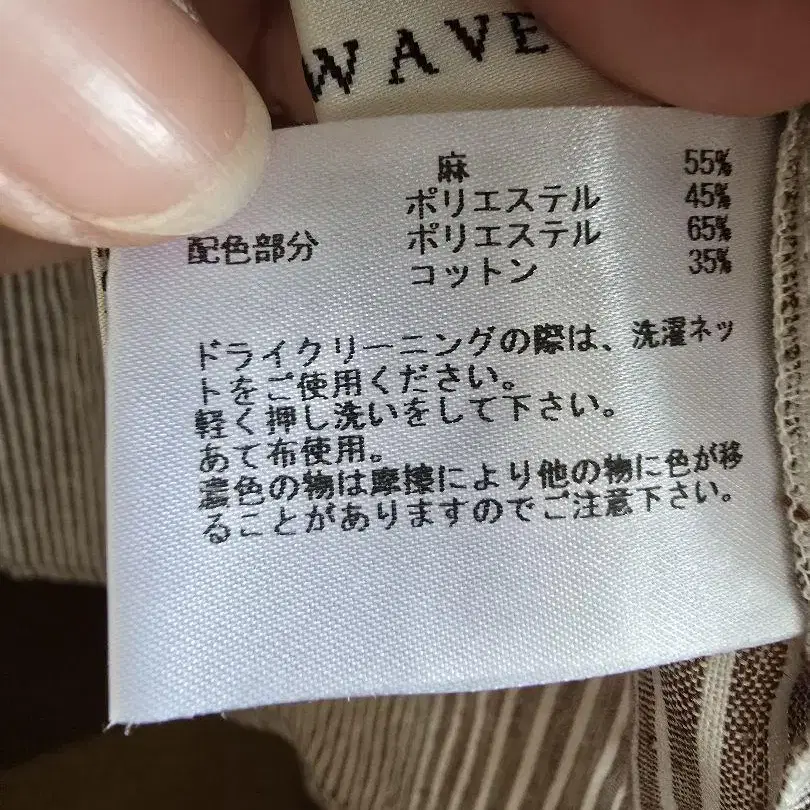 WAVE
麻 55%
ポリエステル 45%
配色部分 ポリエステル 65%
コットン 35%
ドライクリーニングの際は、洗濯ネッ
トをご使用ください。
軽く押し洗いをして下さい。
あて布使用。
濃色の物は摩擦により他の物に色が移
ることがありますのでご注意下さい。